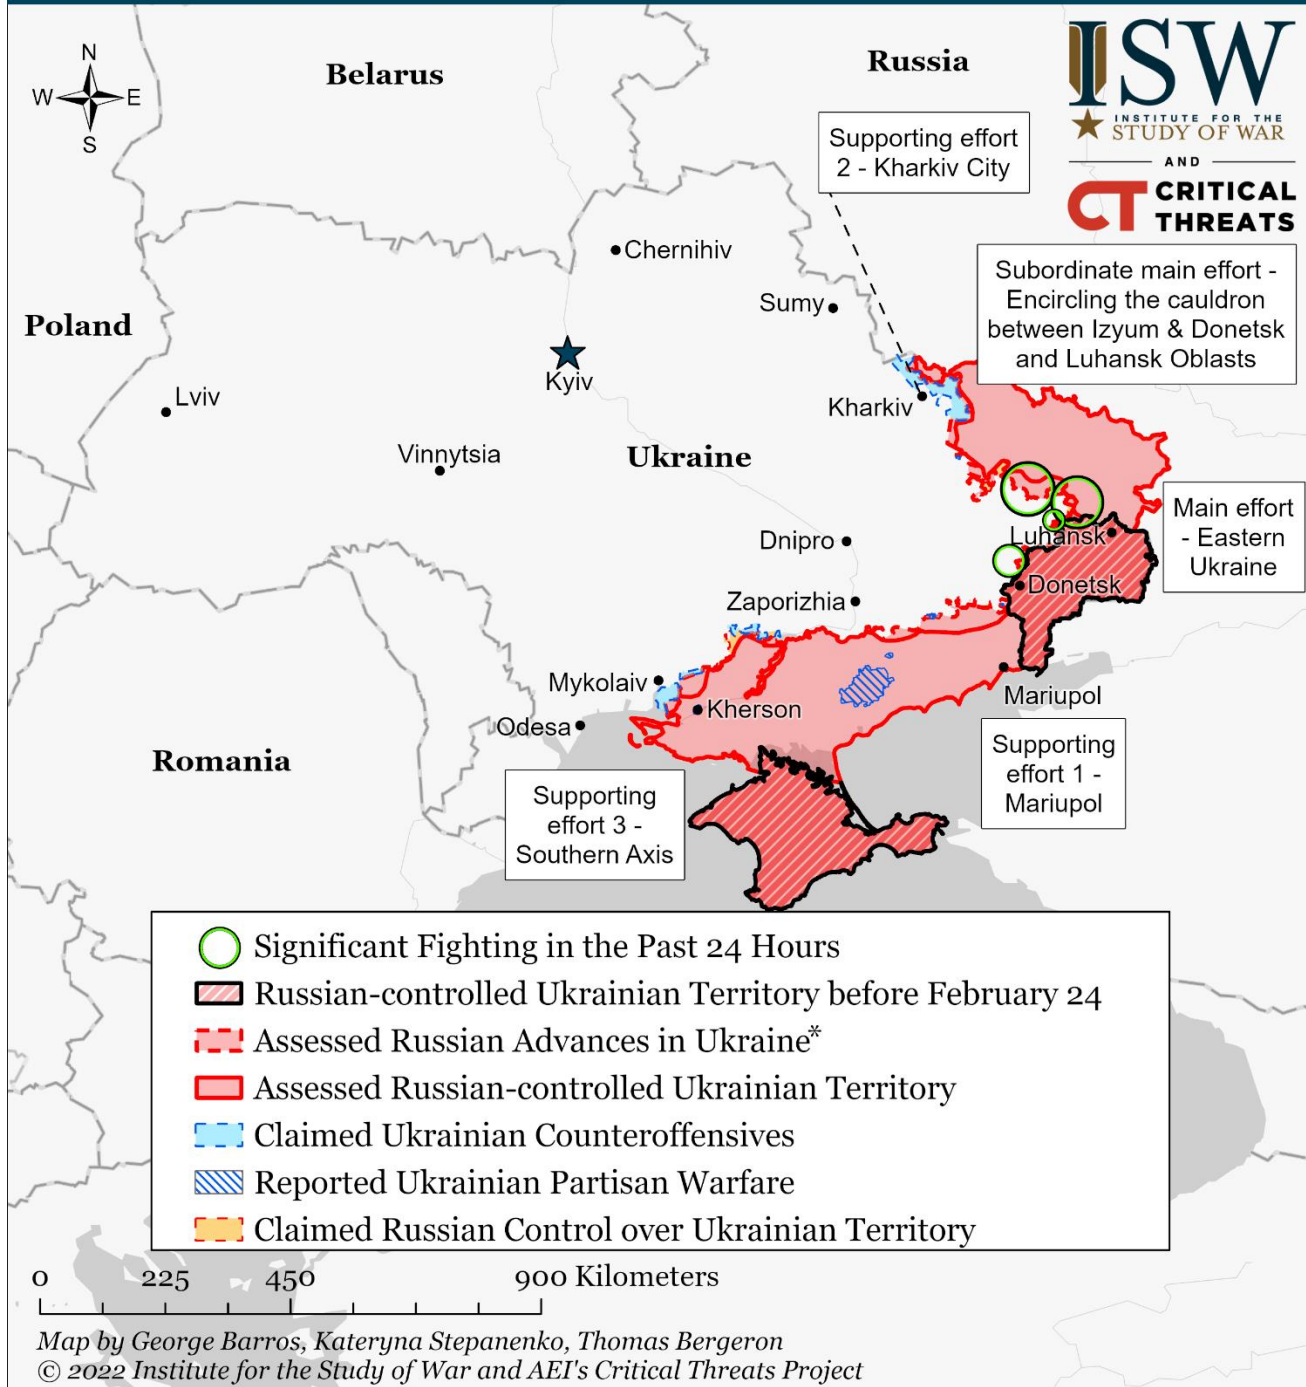 N
W
E
S
Belarus
Russia
ISW
INSTITUTE FOR THE
STUDY OF WAR
AND
CT CRITICAL
THREATS
Supporting effort
2 - Kharkiv City
Chernihiv
Subordinate main effort -
Encircling the cauldron
between Izyum & Donetsk
and Luhansk Oblasts
Sumy
Poland
Kyiv
Lviv
Kharkiv
Vinnytsia
Ukraine
Main effort
- Eastern
Ukraine
Dnipro
Luhansk
Donetsk
Zaporizhia
Mykolaiv
Mariupol
Kherson
Odesa
Romania
Supporting
effort 1 -
Mariupol
Supporting
effort 3 -
Southern Axis
Significant Fighting in the Past 24 Hours
Russian-controlled Ukrainian Territory before February 24
Assessed Russian Advances in Ukraine*
Assessed Russian-controlled Ukrainian Territory
Claimed Ukrainian Counteroffensives
Reported Ukrainian Partisan Warfare
Claimed Russian Control over Ukrainian Territory
0 225 450 900 Kilometers
Map by George Barros, Kateryna Stepanenko, Thomas Bergeron
© 2022 Institute for the Study of War and AEI's Critical Threats Project